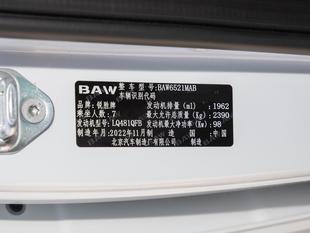 BAW 整车型号:BAW6521MAB
车辆识别代码
品牌:锐胜牌 发动机排量(ml):1962
乘坐人数:7 最大允许总质量(Kg):2390
发动机型号:LQ481QFB 发动机最大净功率(Kw):98
制造年月:2022年11月 国:中国
北京汽车制造厂有限公司